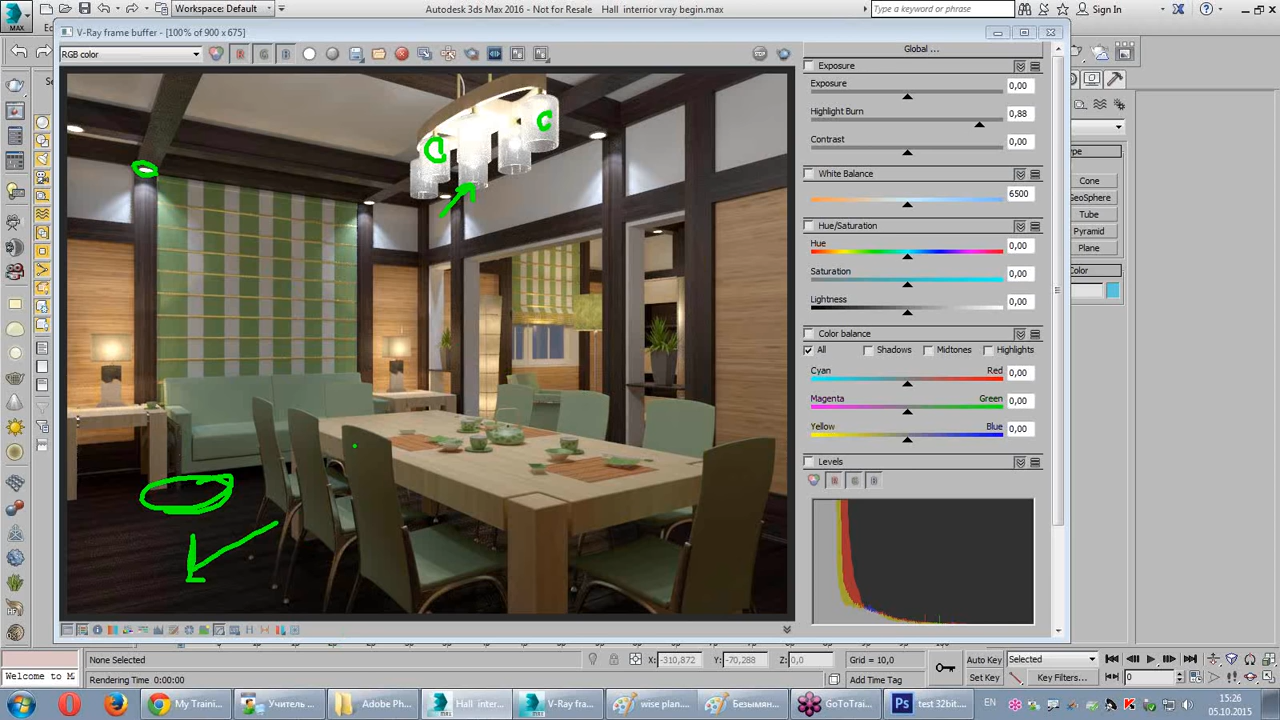 Workspace: Default
Autodesk 3ds Max 2016 - Not for Resale
Hall_interrior vray begin.max
Type a keyword or phrase
Sign In
MAX
V-Ray frame buffer - [100% of 900 x 675]
RGB color
Global ...
Exposure
Exposure
0,00
Highlight Burn
0,88
Contrast
0,00
White Balance
6500
Hue/Saturation
Hue
0,00
Saturation
0,00
Lightness
0,00
Color balance
All
Shadows
Midtones
Highlights
Cyan
Red
0,00
Magenta
Green
0,00
Yellow
Blue
0,00
Levels
Cone
GeoSphere
Tube
Pyramid
Plane
Color
None Selected
X: -310,872
Y: -70,288
Z: 0,0
Grid = 10,0
Auto Key
Selected
Welcome to M
Rendering Time 0:00:00
Add Time Tag
Set Key
Key Filters...
0
My Traini...
Учитель ...
Adobe Ph...
Hall_inter...
V-Ray fra...
wise plan....
Безымян...
GoToTrai...
test 32bit....
EN
15:26
05.10.2015